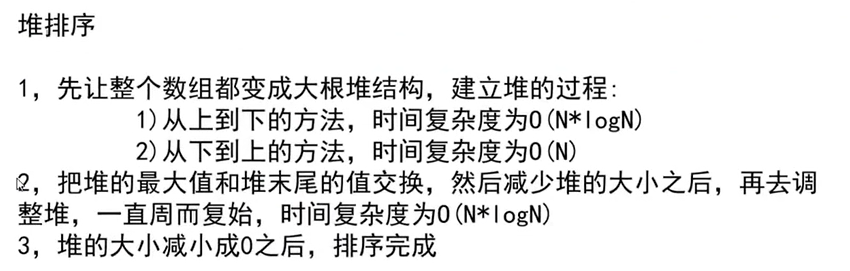 堆排序
1，先让整个数组都变成大根堆结构，建立堆的过程:
1)从上到下的方法，时间复杂度为O(N*logN)
2)从下到上的方法，时间复杂度为O(N)
2，把堆的最大值和堆末尾的值交换，然后减少堆的大小之后，再去调
整堆，一直周而复始，时间复杂度为O(N*logN)
3，堆的大小减小成0之后，排序完成